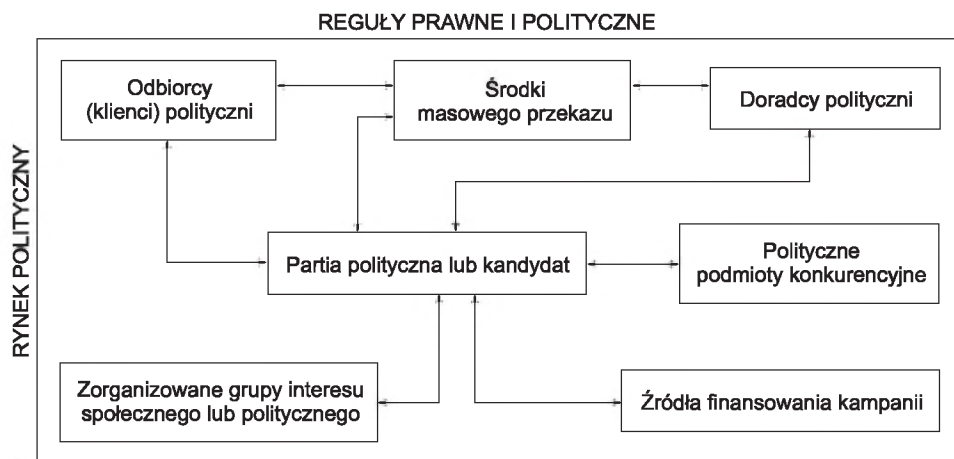 REGUŁY PRAWNE I POLITYCZNE
RYNEK POLITYCZNY
Odbiorcy
(klienci) polityczni
Środki
masowego przekazu
Doradcy polityczni
Partia polityczna lub kandydat
Polityczne
podmioty konkurencyjne
Zorganizowane grupy interesu
społecznego lub politycznego
Źródła finansowania kampanii